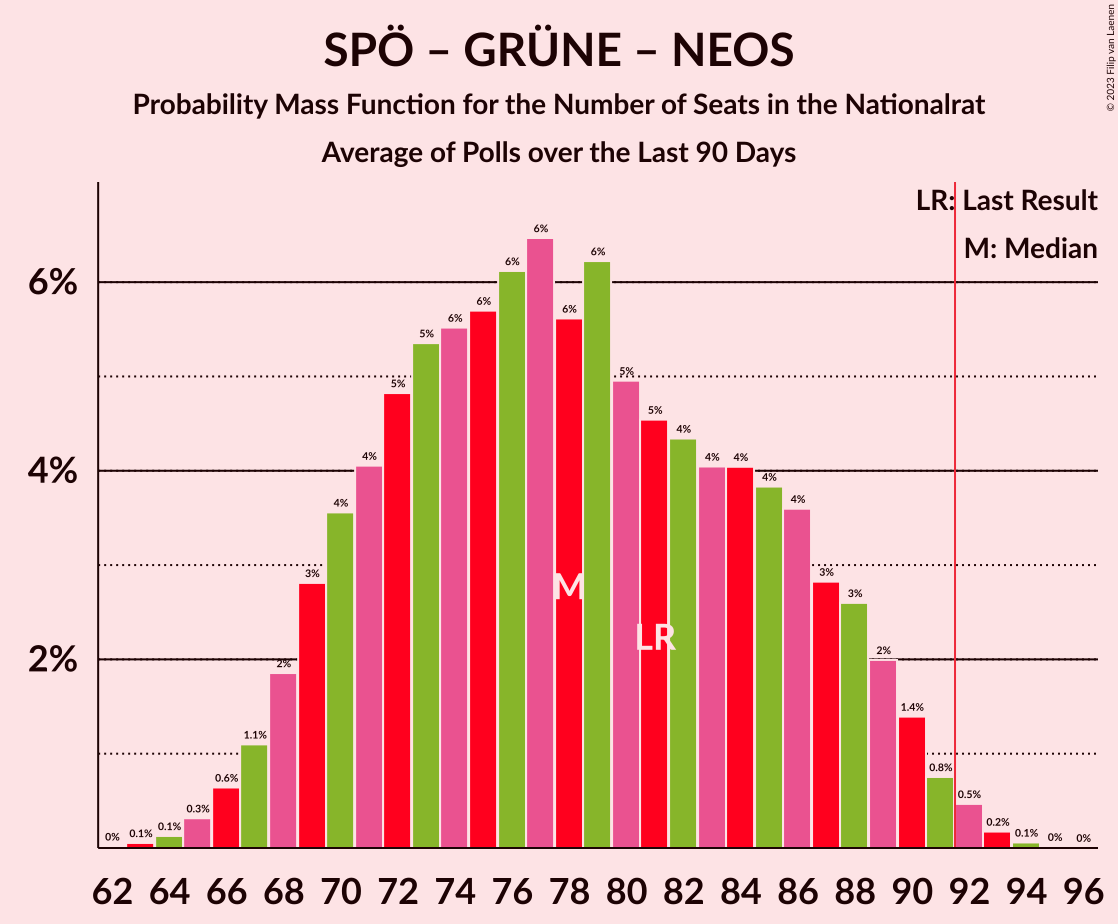 SPÖ – GRÜNE – NEOS
Probability Mass Function for the Number of Seats in the Nationalrat
Average of Polls over the Last 90 Days
© 2023 Filip van Laenen
LR: Last Result
M: Median
6%
4%
2%
0% 0.1% 0.1% 0.3% 0.6% 1.1% 2% 3% 4% 4% 5% 5% 6% 6% 6% 6% 6% 6% 5% 5% 4% 4% 4% 4% 4% 3% 3% 2% 1.4% 0.8% 0.5% 0.2% 0.1% 0% 0%
M
LR
62 64 66 68 70 72 74 76 78 80 82 84 86 88 90 92 94 96